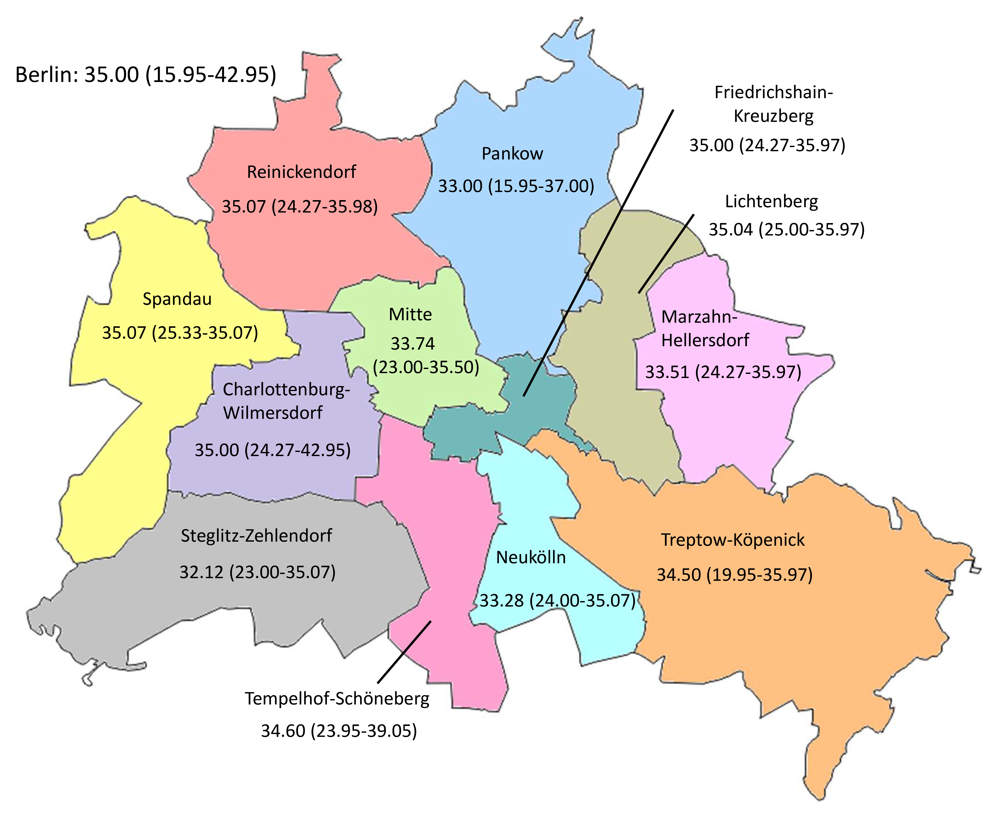 Berlin: 35.00 (15.95-42.95)
Friedrichshain-
Kreuzberg
35.00 (24.27-35.97)
Pankow
33.00 (15.95-37.00)
Reinickendorf
35.07 (24.27-35.98)
Lichtenberg
35.04 (25.00-35.97)
Spandau
35.07 (25.33-35.07)
Mitte
33.74
(23.00-35.50)
Marzahn-
Hellersdorf
33.51 (24.27-35.97)
Charlottenburg-
Wilmersdorf
35.00 (24.27-42.95)
Steglitz-Zehlendorf
32.12 (23.00-35.07)
Neukölln
33.28 (24.00-35.07)
Treptow-Köpenick
34.50 (19.95-35.97)
Tempelhof-Schöneberg
34.60 (23.95-39.05)